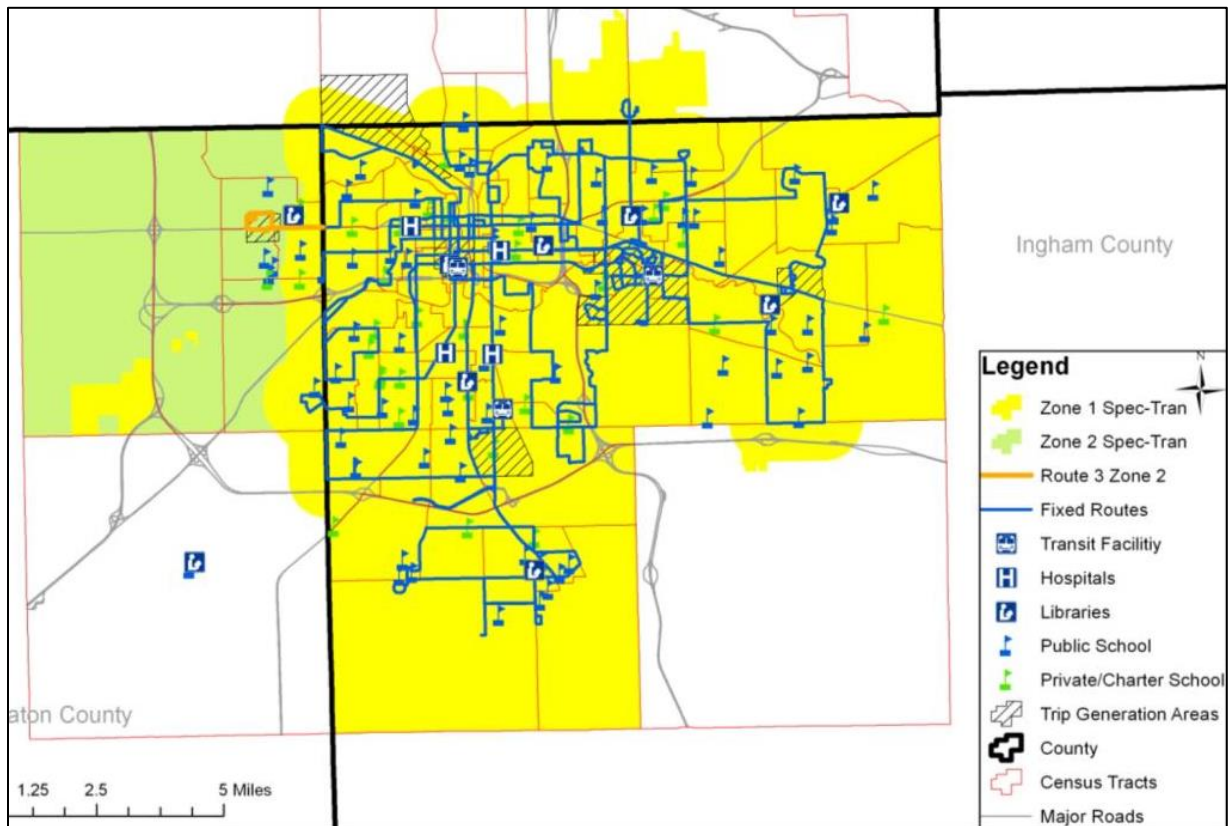 Ingham County
aton County
1.25 2.5 5 Miles
Legend
N
Zone 1 Spec-Tran
Zone 2 Spec-Tran
Route 3 Zone 2
Fixed Routes
Transit Facilitiy
H Hospitals
Libraries
Public School
Private/Charter School
Trip Generation Areas
County
Census Tracts
Major Roads
H
H
H
H